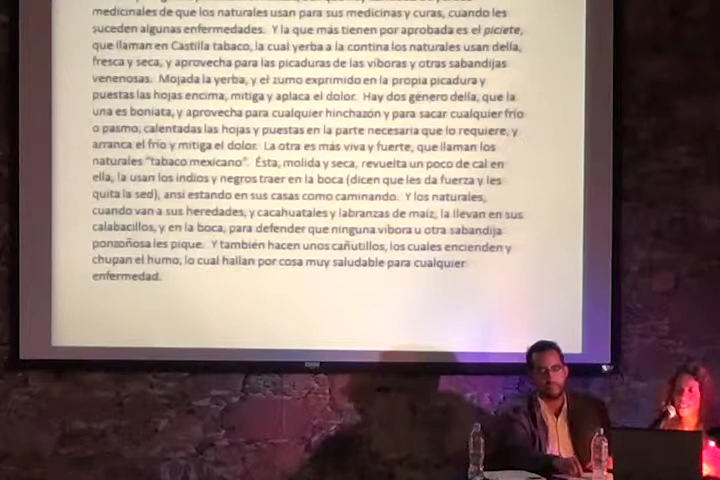 medicinales de que los naturales usan para sus medicinas y curas, cuando les
suceden algunas enfermedades. Y la que más tienen por aprobada es el piciete,
que llaman en Castilla tabaco, la cual yerba a la contina los naturales usan della,
fresca y seca, y aprovecha para las picaduras de las víboras y otras sabandijas
venenosas. Mojada la yerba, y el zumo exprimido en la propia picadura y
puestas las hojas encima, mitiga y aplaca el dolor. Hay dos género della, que la
una es boniata, y aprovecha para cualquier hinchazón y para sacar cualquier frío
o pasmo, calentadas las hojas y puestas en la parte necesaria que lo requiere, y
arranca el frío y mitiga el dolor. La otra es más viva y fuerte, que llaman los
naturales "tabaco mexicano". Ésta, molida y seca, revuelta un poco de cal en
ella, la usan los indios y negros traer en la boca (dicen que les da fuerza y les
quita la sed), ansí estando en sus casas como caminando. Y los naturales,
cuando van a sus heredades, y cacahuatales y labranzas de maíz, la llevan en sus
calabacillos, y en la boca, para defender que ninguna víbora u otra sabandija
ponzoñosa les pique. Y también hacen unos cañutillos, los cuales encienden y
chupan el humo, lo cual hallan por cosa muy saludable para cualquier
enfermedad.